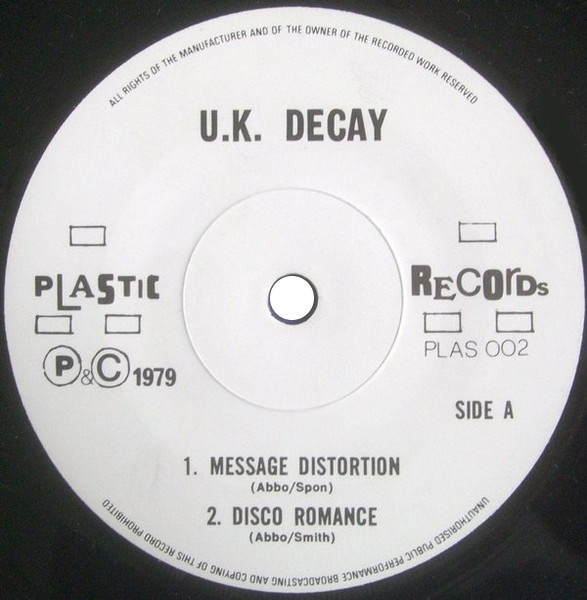 ALL RIGHTS OF THE MANUFACTURER AND OF THE OWNER OF THE RECORDED WORK RESERVED
U.K. DECAY
PLASTIC RECORDS
PLAS 002
P & C 1979
SIDE A
1. MESSAGE DISTORTION
(Abbo/Spon)
2. DISCO ROMANCE
(Abbo/Smith)
UNAUTHORISED PUBLIC PERFORMANCE BROADCASTING AND COPYING OF THIS RECORD PROHIBITED